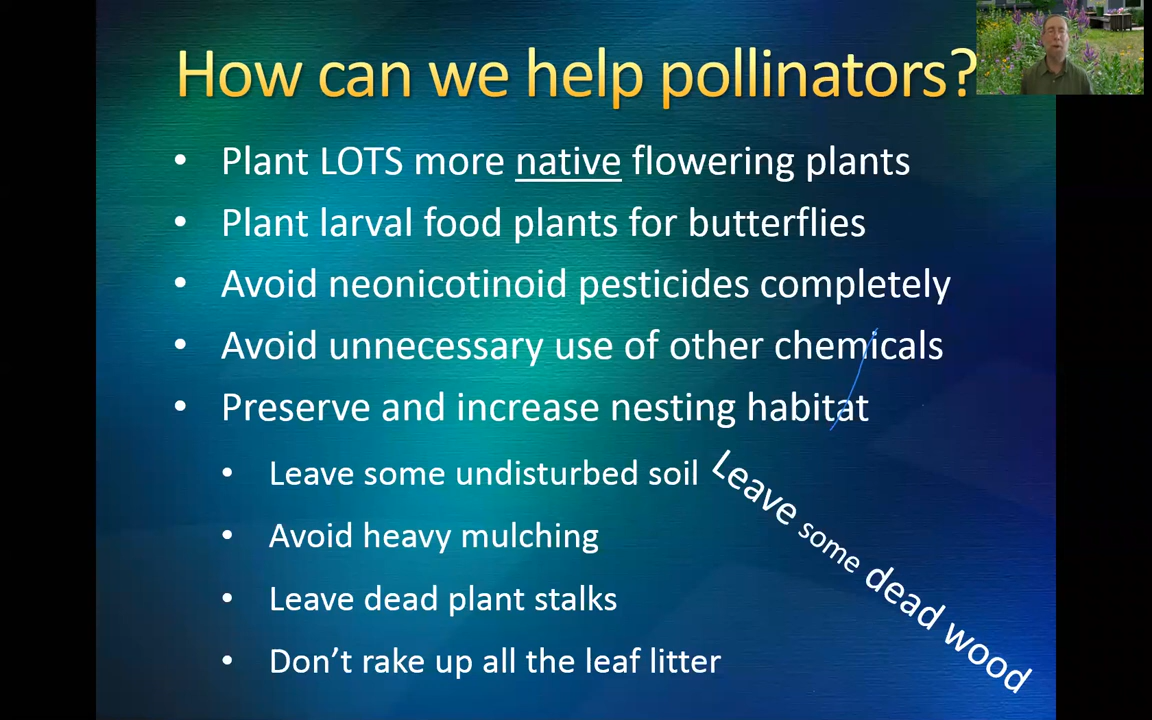 How can we help pollinators?
• Plant LOTS more native flowering plants
• Plant larval food plants for butterflies
• Avoid neonicotinoid pesticides completely
• Avoid unnecessary use of other chemicals
• Preserve and increase nesting habitat
• Leave some undisturbed soil
• Avoid heavy mulching
• Leave dead plant stalks
• Don’t rake up all the leaf litter
Leave some dead wood